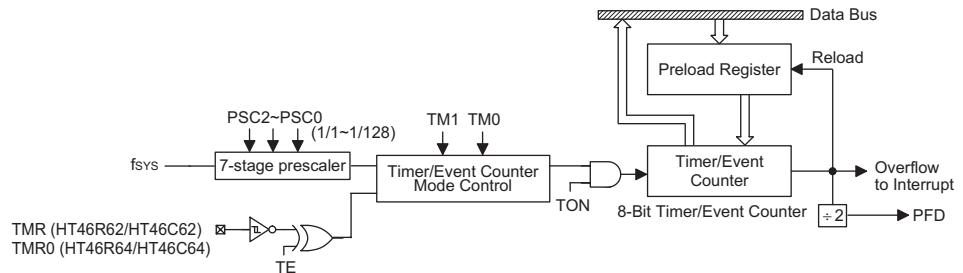 Data Bus
Preload Register
Reload
PSC2~PSC0
(1/1~1/128)
TM1 TM0
fSYS
7-stage prescaler
Timer/Event Counter
Mode Control
TON
Timer/Event
Counter
8-Bit Timer/Event Counter
Overflow
to Interrupt
÷ 2
PFD
TMR (HT46R62/HT46C62)
TMR0 (HT46R64/HT46C64)
TE